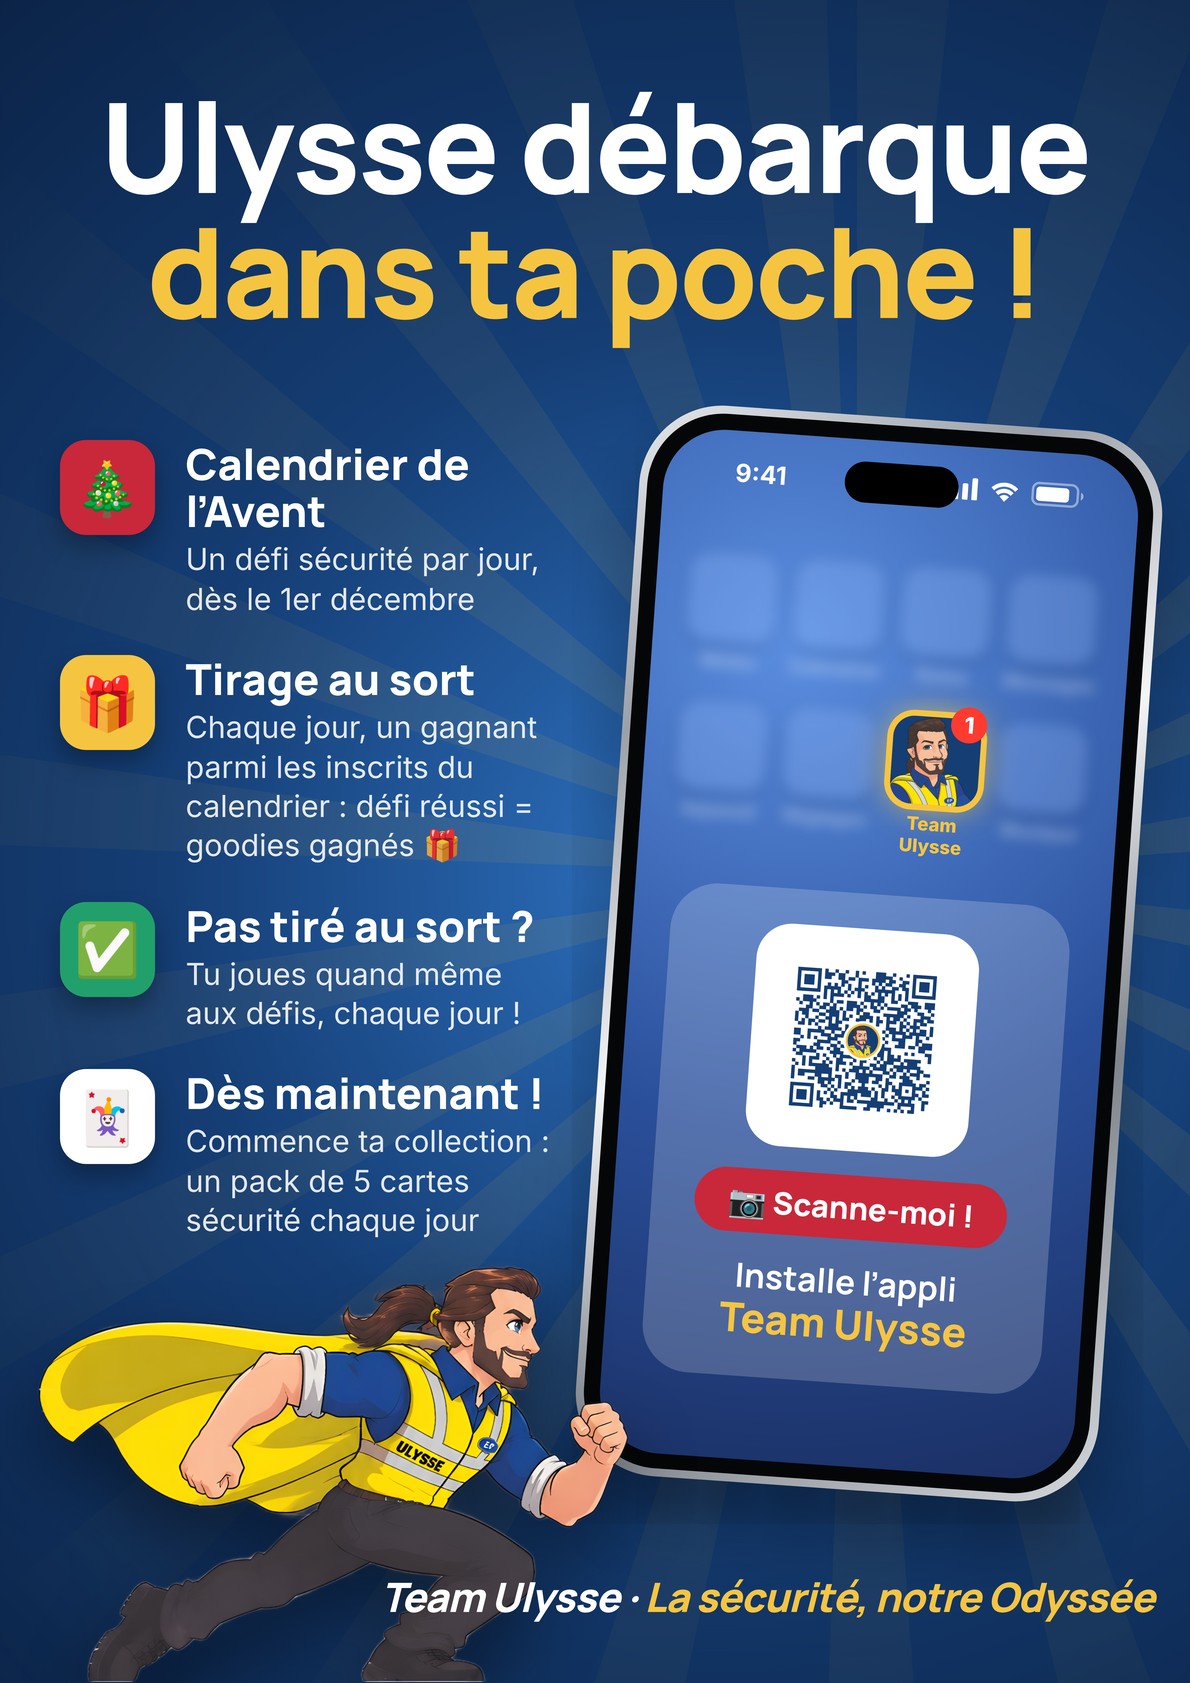 Ulysse débarque
dans ta poche !
Calendrier de
l’Avent
Un défi sécurité par jour,
dès le 1er décembre
Tirage au sort
Chaque jour, un gagnant
parmi les inscrits du
calendrier : défi réussi =
goodies gagnés 🎁
Pas tiré au sort ?
Tu joues quand même
aux défis, chaque jour !
Dès maintenant !
Commence ta collection :
un pack de 5 cartes
sécurité chaque jour
9:41
1
Team
Ulysse
📷 Scanne-moi !
Installe l’appli
Team Ulysse
ULYSSE
Team Ulysse · La sécurité, notre Odyssée